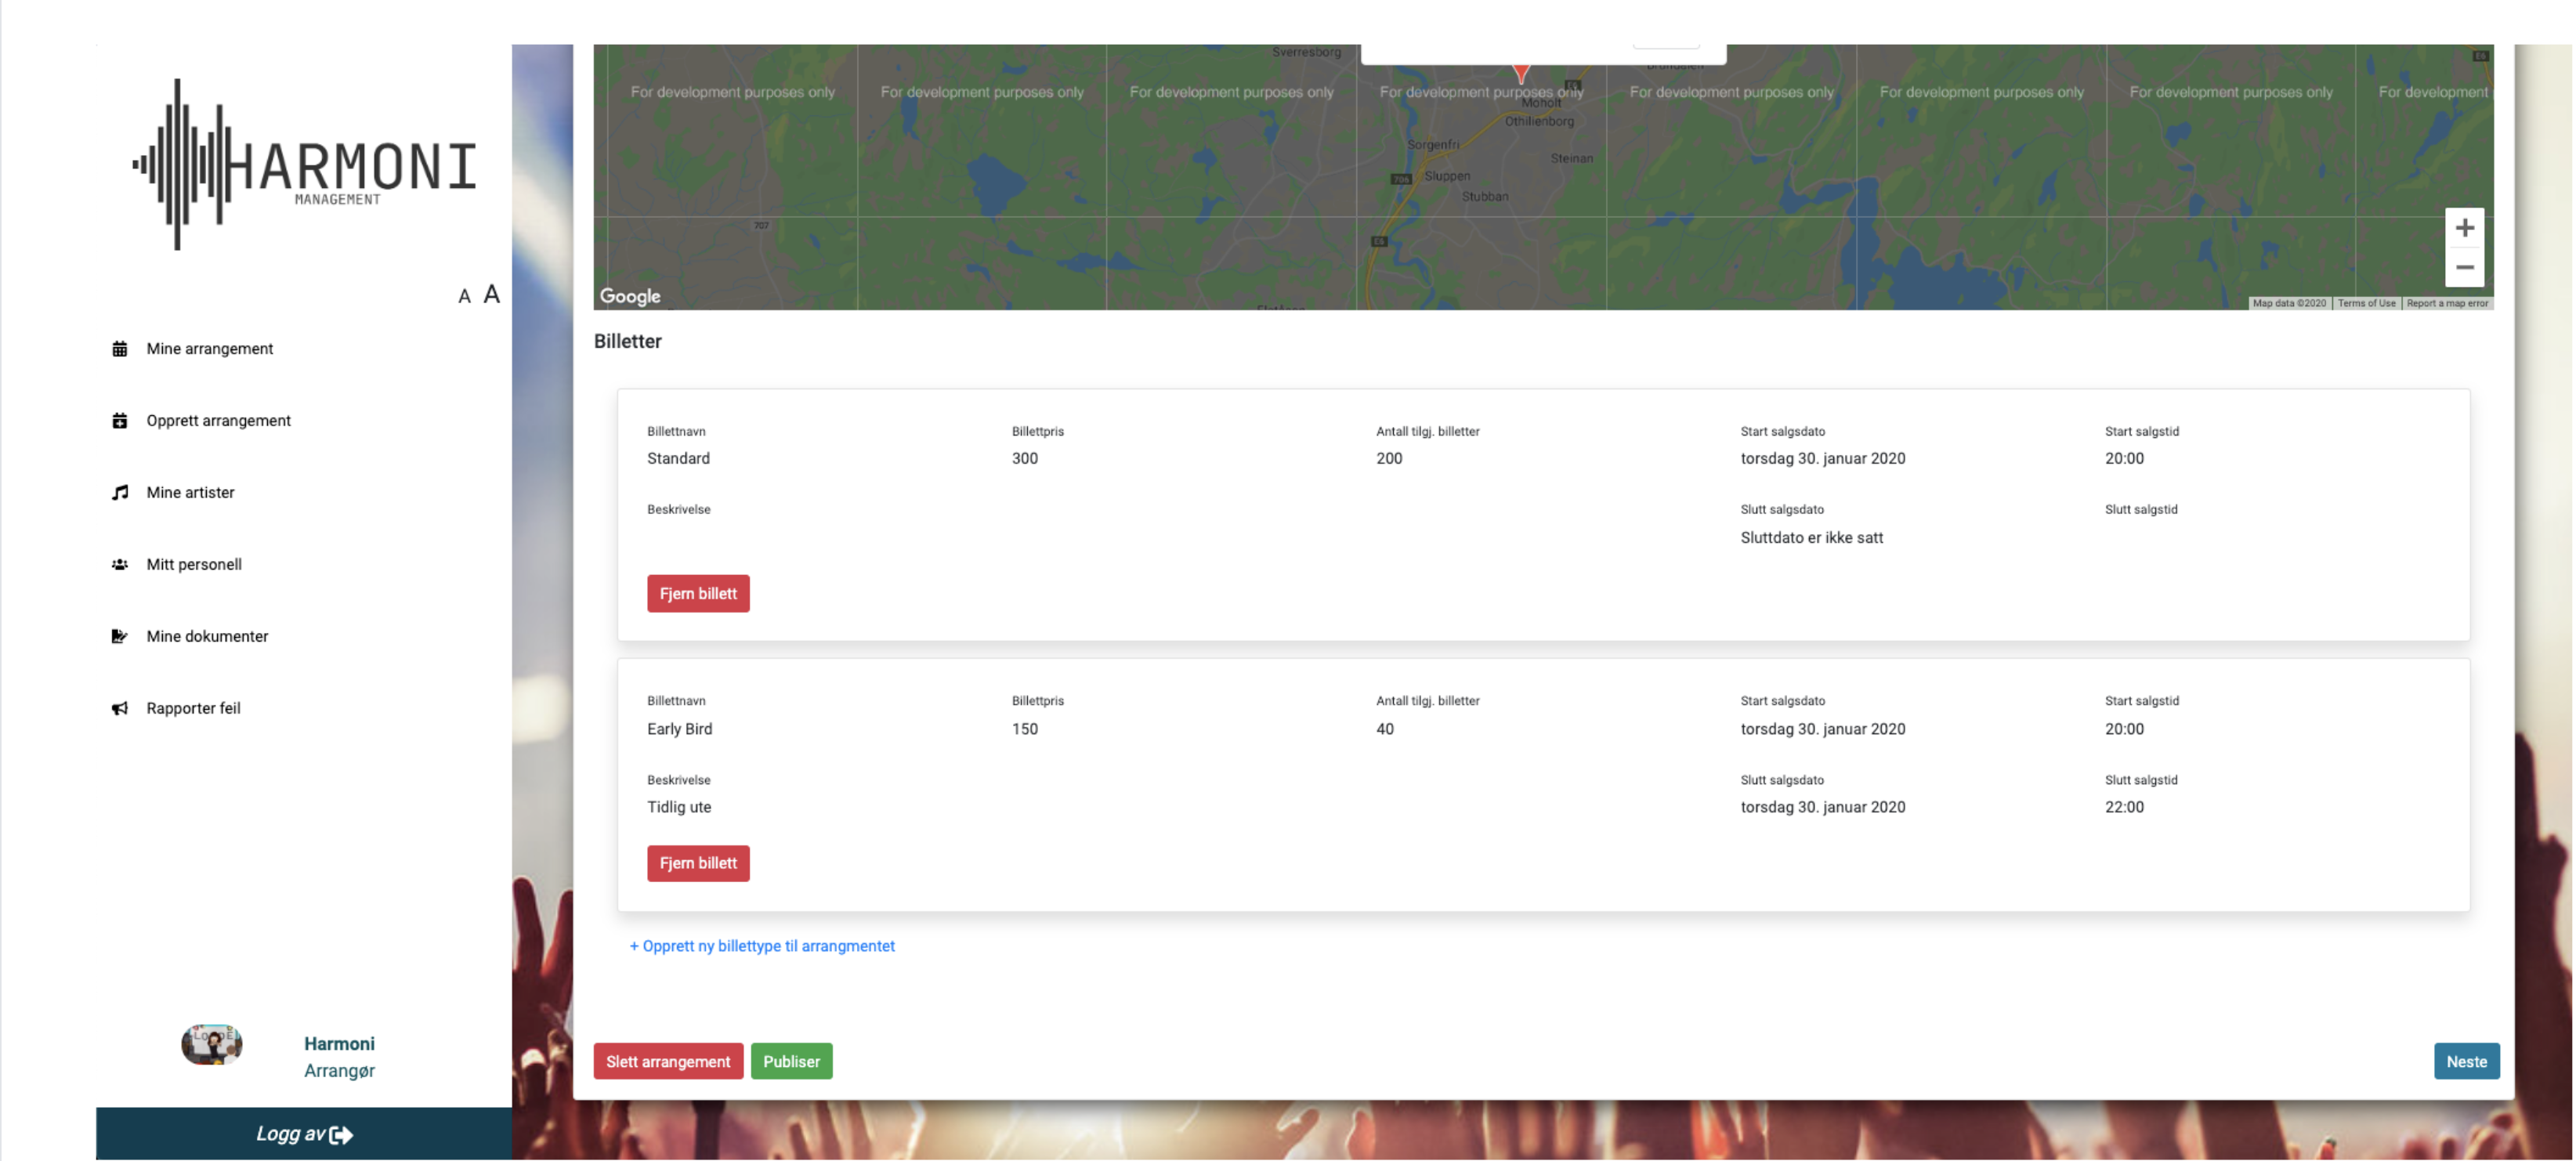 HARMONI
MANAGEMENT
A A
Mine arrangement
Opprett arrangement
Mine artister
Mitt personell
Mine dokumenter
Rapporter feil
Harmoni
Arrangør
Logg av
Sverresborg
For development purposes only For development purposes only For development purposes only For development purposes only For development purposes only For development purposes only For development purposes only For development
E6
E6
Moholt
Othilienborg
Sorgenfri
Steinan
706
Sluppen
Stubban
707
E6
+
−
Google
Map data ©2020 Terms of Use Report a map error
Billetter
Billettnavn Billettpris Antall tilgj. billetter Start salgsdato Start salgstid
Standard 300 200 torsdag 30. januar 2020 20:00
Beskrivelse Slutt salgsdato Slutt salgstid
Sluttdato er ikke satt
Fjern billett
Billettnavn Billettpris Antall tilgj. billetter Start salgsdato Start salgstid
Early Bird 150 40 torsdag 30. januar 2020 20:00
Beskrivelse Slutt salgsdato Slutt salgstid
Tidlig ute torsdag 30. januar 2020 22:00
Fjern billett
+ Opprett ny billettype til arrangmentet
Slett arrangement Publiser Neste